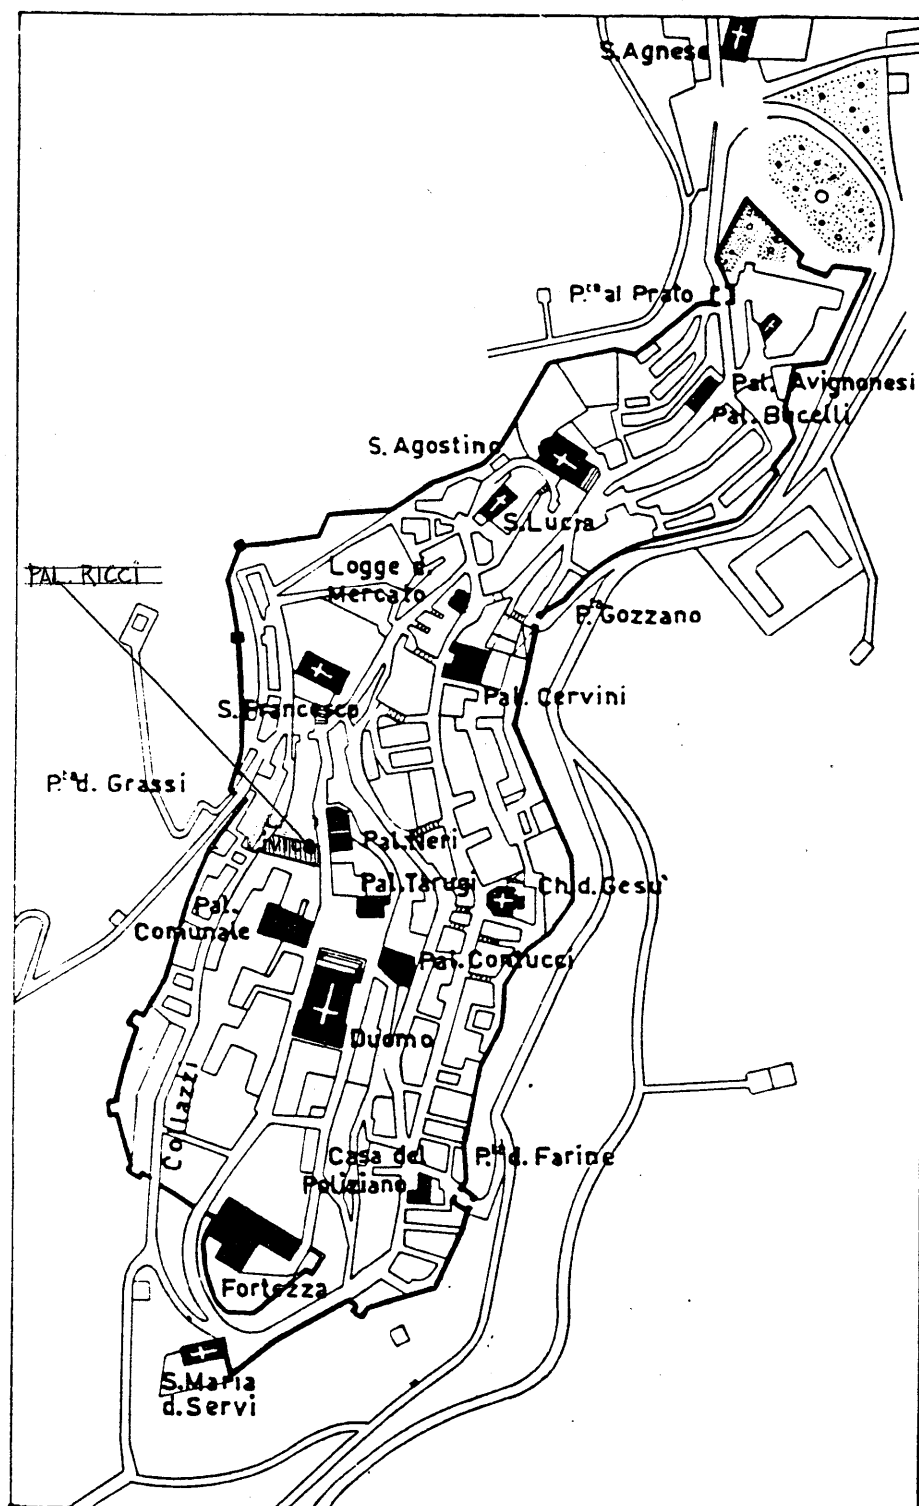 S. Agnese
P.ta al Prato
Pal. Avignonesi
Pal. Bucelli
S. Agostino
S. Lucia
PAL. RICCI
Logge d.
Mercato
P.ta Gozzano
Pal. Cervini
S. Francesco
P.ta d. Grassi
Pal. Neri
Pal. Tarugi
Ch. d. Gesu'
Pal.
Comunale
Pal. Contucci
Duomo
Collazzi
Casa del
Poliziano
P.ta d. Farine
Fortezza
S. Maria
d. Servi